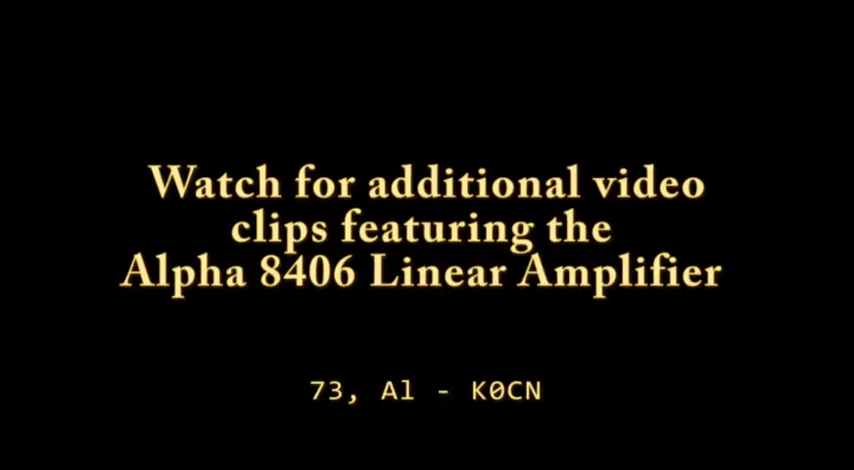 Watch for additional video
clips featuring the
Alpha 8406 Linear Amplifier
73, Al - K0CN